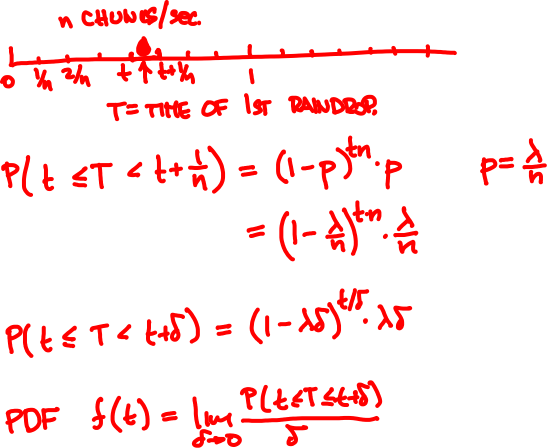 n CHUNKS/sec.
0 1/n 2/n t t+1/n 1
T = TIME OF 1ST RAINDROP.
P(t ≤ T < t + 1/n) = (1-p)^{tn} · p p = λ/n
= (1 - λ/n)^{t·n} · λ/n
P(t ≤ T < t+δ) = (1 - λδ)^{t/δ} · λδ
PDF f(t) = lim_{δ→0} P(t≤T≤t+δ)/δ